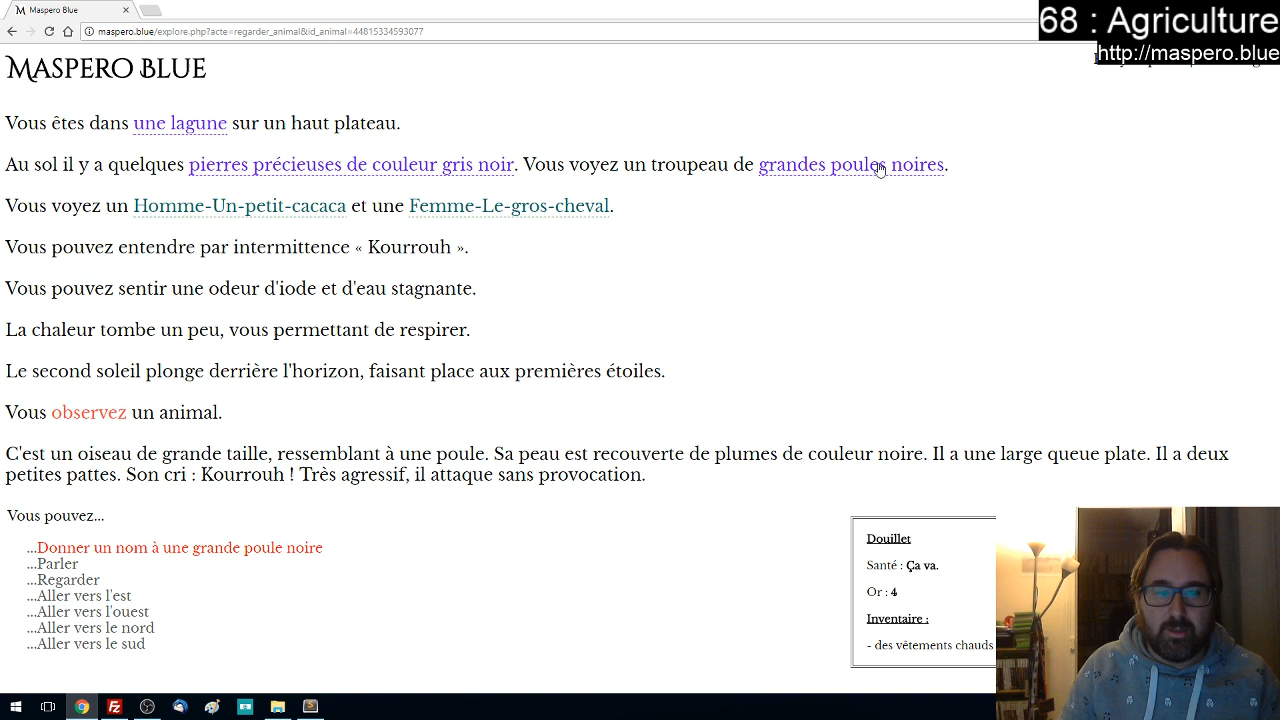 Maspero Blue
maspero.blue/explore.php?acte=regarder_animal&id_animal=44815334593077
68 : Agriculture
http://maspero.blue
Maspero Blue
Vous êtes dans une lagune sur un haut plateau.
Au sol il y a quelques pierres précieuses de couleur gris noir. Vous voyez un troupeau de grandes poules noires.
Vous voyez un Homme-Un-petit-cacaca et une Femme-Le-gros-cheval.
Vous pouvez entendre par intermittence « Kourrouh ».
Vous pouvez sentir une odeur d'iode et d'eau stagnante.
La chaleur tombe un peu, vous permettant de respirer.
Le second soleil plonge derrière l'horizon, faisant place aux premières étoiles.
Vous observez un animal.
C'est un oiseau de grande taille, ressemblant à une poule. Sa peau est recouverte de plumes de couleur noire. Il a une large queue plate. Il a deux
petites pattes. Son cri : Kourrouh ! Très agressif, il attaque sans provocation.
Vous pouvez...
...Donner un nom à une grande poule noire
...Parler
...Regarder
...Aller vers l'est
...Aller vers l'ouest
...Aller vers le nord
...Aller vers le sud
Douillet
Santé : Ça va.
Or : 4
Inventaire :
- des vêtements chauds